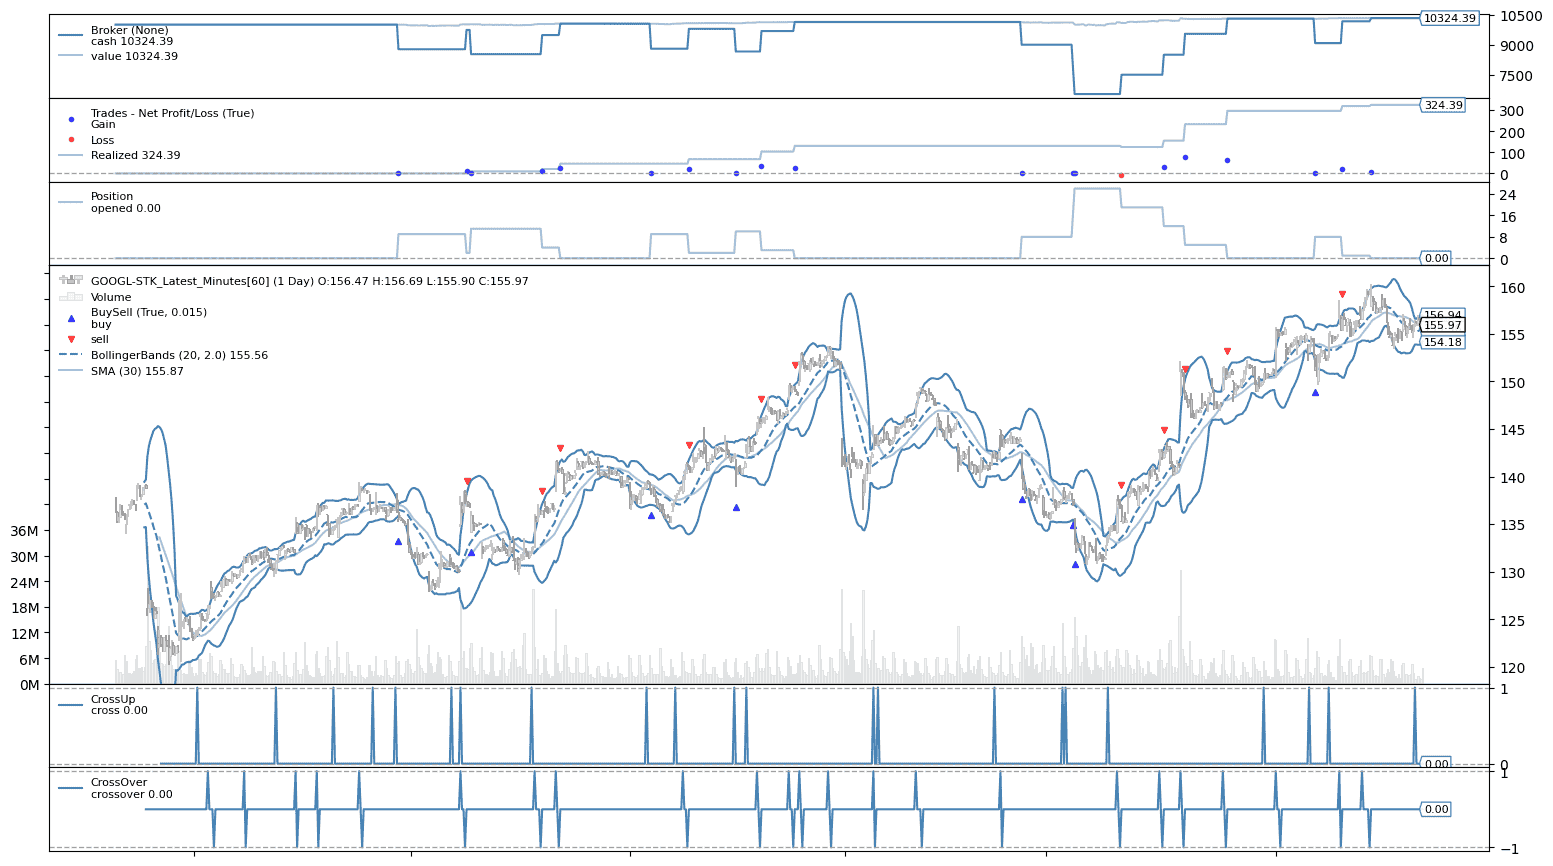 Broker (None)
cash 10324.39
value 10324.39
10500
10324.39
9000
7500
Trades - Net Profit/Loss (True)
Gain
Loss
Realized 324.39
324.39
300
200
100
0
Position
opened 0.00
24
16
8
0
0.00
GOOGL-STK_Latest_Minutes[60] (1 Day) O:156.47 H:156.69 L:155.90 C:155.97
Volume
BuySell (True, 0.015)
buy
sell
BollingerBands (20, 2.0) 155.56
SMA (30) 155.87
160
156.94
155.97
154.18
155
150
145
140
135
130
125
120
36M
30M
24M
18M
12M
6M
0M
CrossUp
cross 0.00
1
0
0.00
CrossOver
crossover 0.00
1
0.00
−1